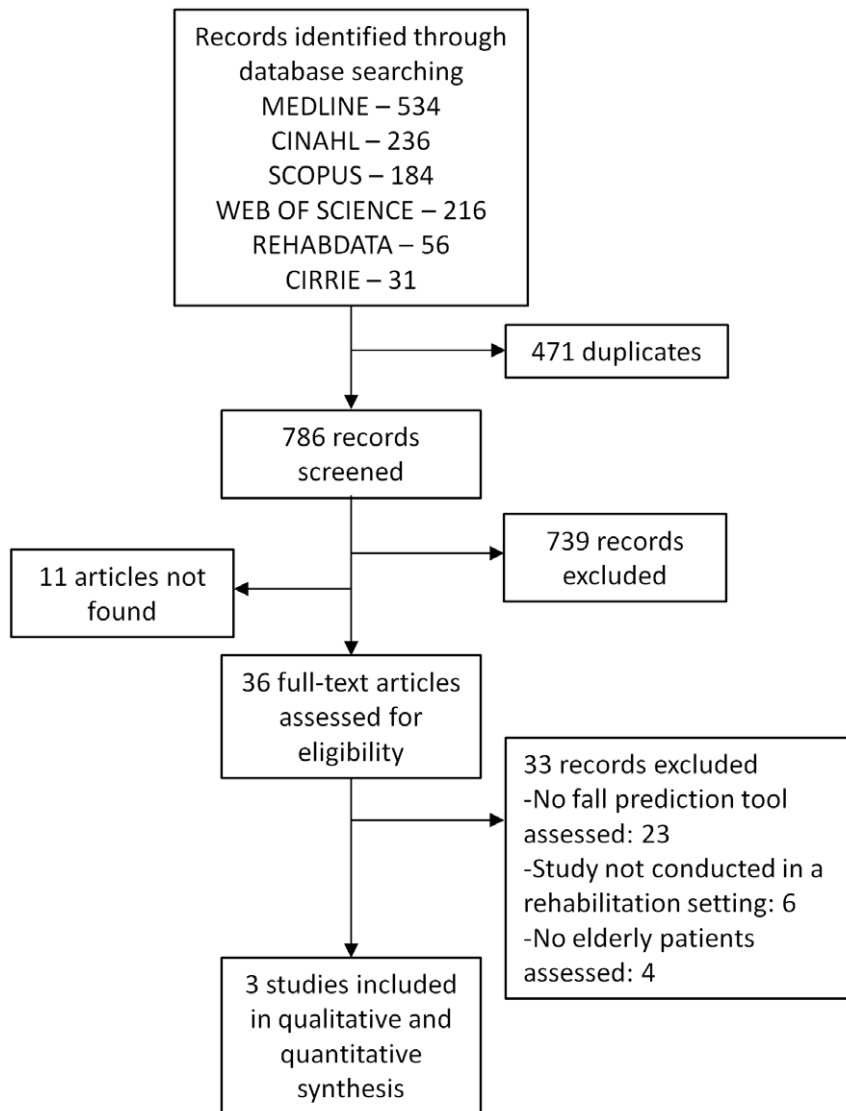 Records identified through
database searching
MEDLINE – 534
CINAHL – 236
SCOPUS – 184
WEB OF SCIENCE – 216
REHABDATA – 56
CIRRIE – 31
471 duplicates
786 records
screened
739 records
excluded
11 articles not
found
36 full-text articles
assessed for
eligibility
33 records excluded
-No fall prediction tool
assessed: 23
-Study not conducted in a
rehabilitation setting: 6
-No elderly patients
assessed: 4
3 studies included
in qualitative and
quantitative
synthesis